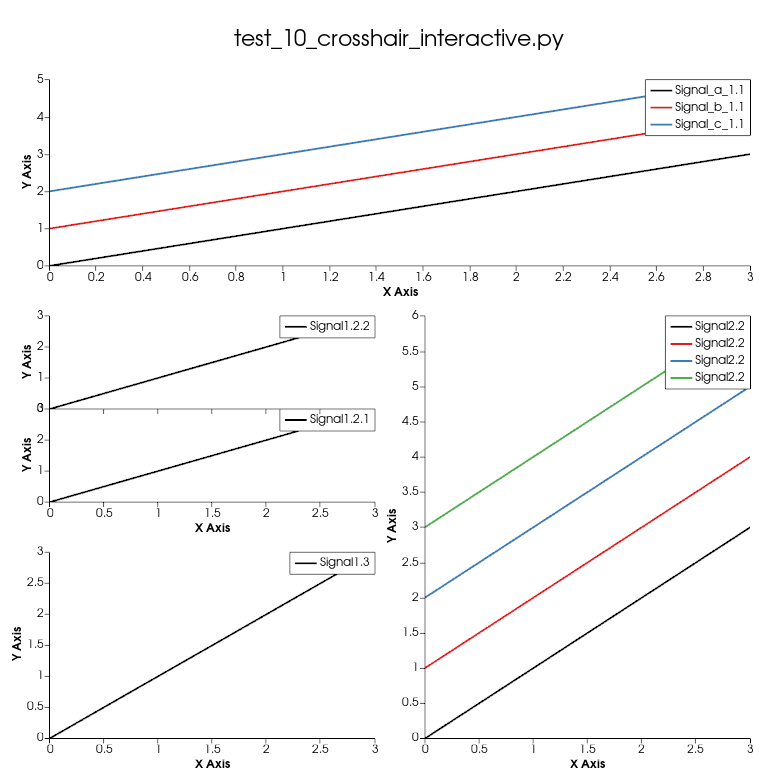 test_10_crosshair_interactive.py
5
4
3
2
1
0
Y Axis
Signal_a_1.1
Signal_b_1.1
Signal_c_1.1
0 0.2 0.4 0.6 0.8 1 1.2 1.4 1.6 1.8 2 2.2 2.4 2.6 2.8 3
X Axis
3
2
1
0
Y Axis
Signal1.2.2
3
2
1
0
Y Axis
Signal1.2.1
0 0.5 1 1.5 2 2.5 3
X Axis
3
2.5
2
1.5
1
0.5
0
Y Axis
Signal1.3
0 0.5 1 1.5 2 2.5 3
X Axis
6
5.5
5
4.5
4
3.5
3
2.5
2
1.5
1
0.5
0
Y Axis
Signal2.2
Signal2.2
Signal2.2
Signal2.2
0 0.5 1 1.5 2 2.5 3
X Axis